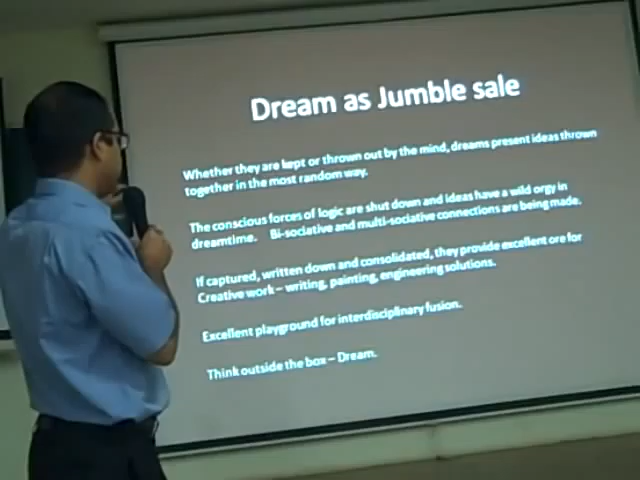 Dream as Jumble sale
Whether they are kept or thrown out by the mind, dreams present ideas thrown
together in the most random way.
The conscious forces of logic are shut down and ideas have a wild orgy in
dreamtime. Bi-sociative and multi-sociative connections are being made.
If captured, written down and consolidated, they provide excellent ore for
Creative work – writing, painting, engineering solutions.
Excellent playground for interdisciplinary fusion.
Think outside the box – Dream.